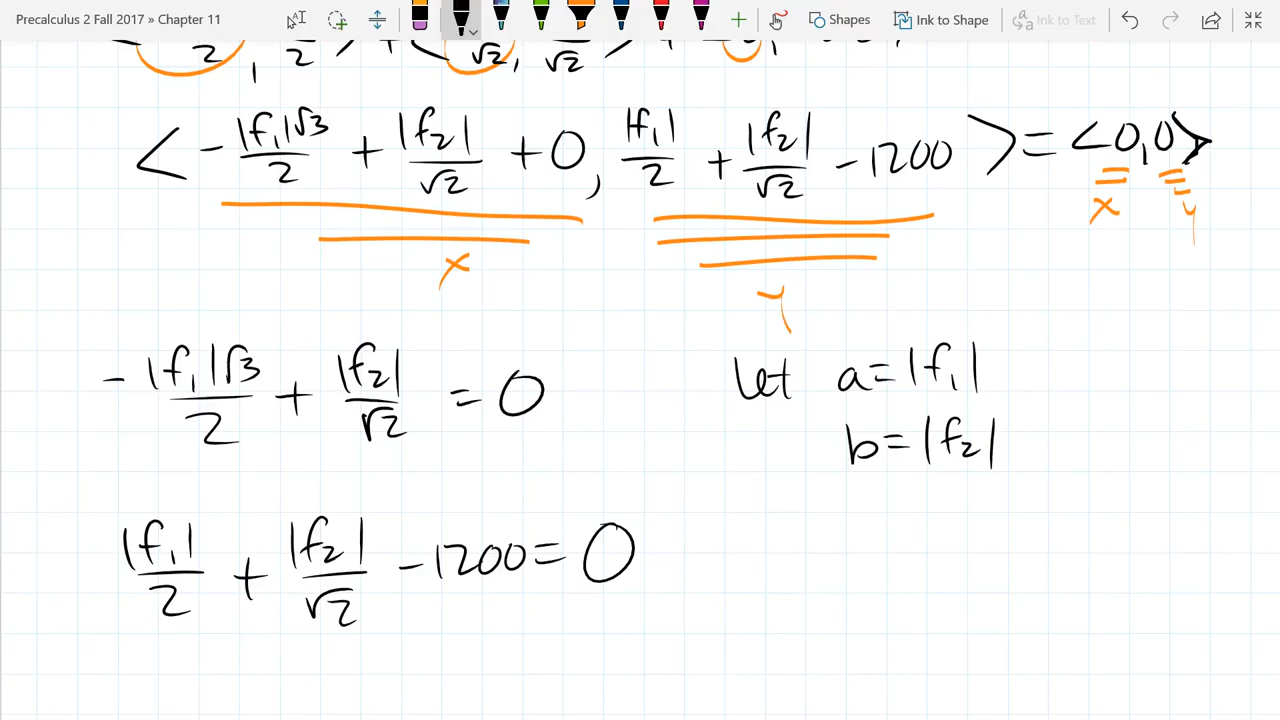 Precalculus 2 Fall 2017 » Chapter 11
Shapes
Ink to Shape
Ink to Text
< -|f₁|√3/2 + |f₂|/√2 + 0, |f₁|/2 + |f₂|/√2 - 1200 > = <0,0>
x y
x
y
-|f₁|√3/2 + |f₂|/√2 = 0
let a = |f₁|
b = |f₂|
|f₁|/2 + |f₂|/√2 - 1200 = 0